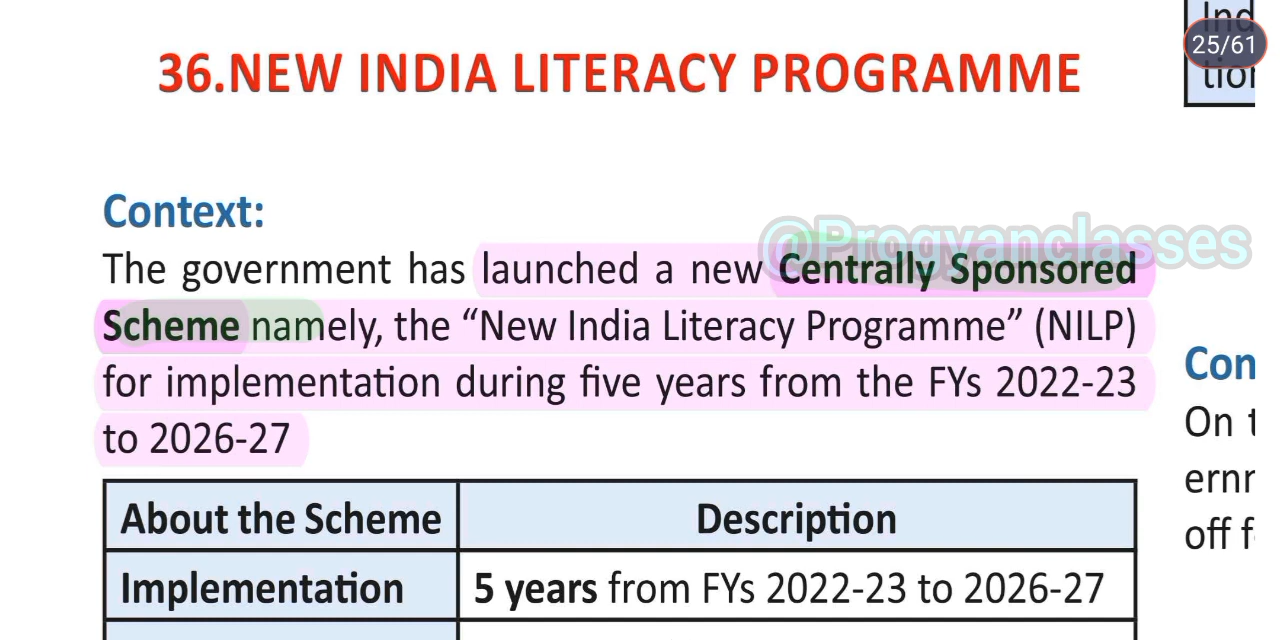 36.NEW INDIA LITERACY PROGRAMME
25/61
Context:
@Progyanclasses
The government has launched a new Centrally Sponsored
Scheme namely, the “New India Literacy Programme” (NILP)
for implementation during five years from the FYs 2022-23
to 2026-27
About the Scheme Description
Implementation 5 years from FYs 2022-23 to 2026-27
Con
On t
off f